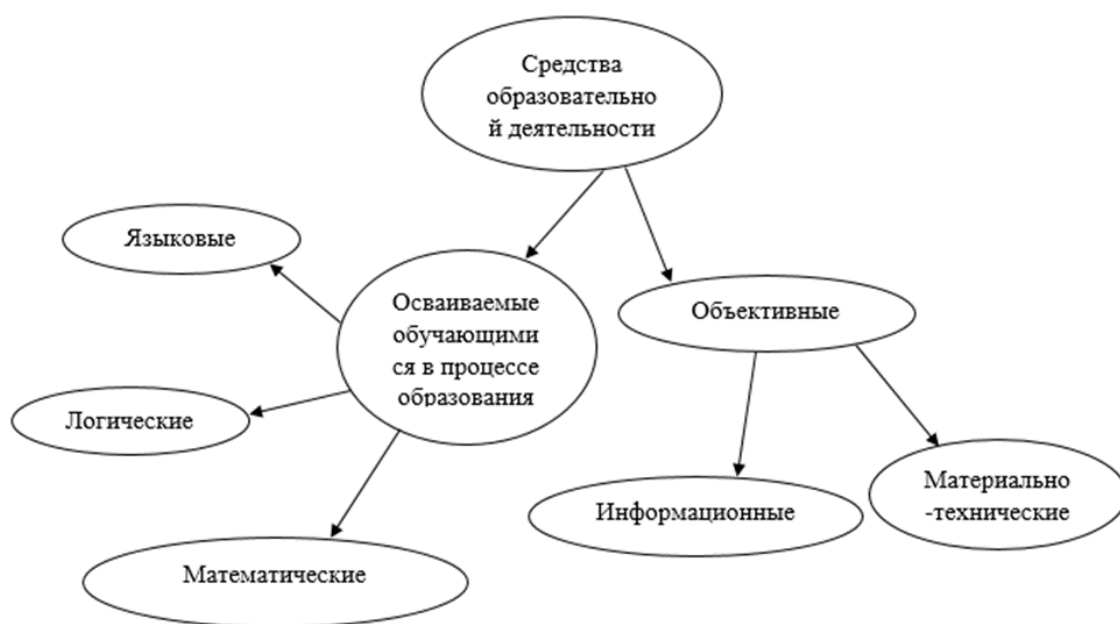 Средства
образовательно
й деятельности
Языковые
Осваиваемые
обучающими
ся в процессе
образования
Объективные
Логические
Информационные
Материально
-технические
Математические